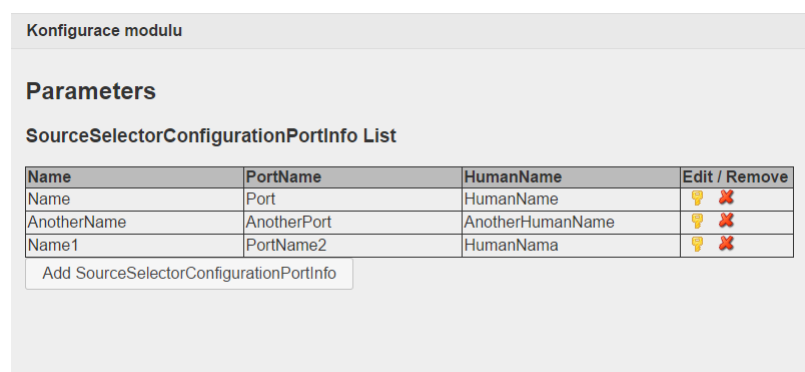 Konfigurace modulu
Parameters
SourceSelectorConfigurationPortInfo List
Name PortName HumanName Edit / Remove
Name Port HumanName
AnotherName AnotherPort AnotherHumanName
Name1 PortName2 HumanNama
Add SourceSelectorConfigurationPortInfo